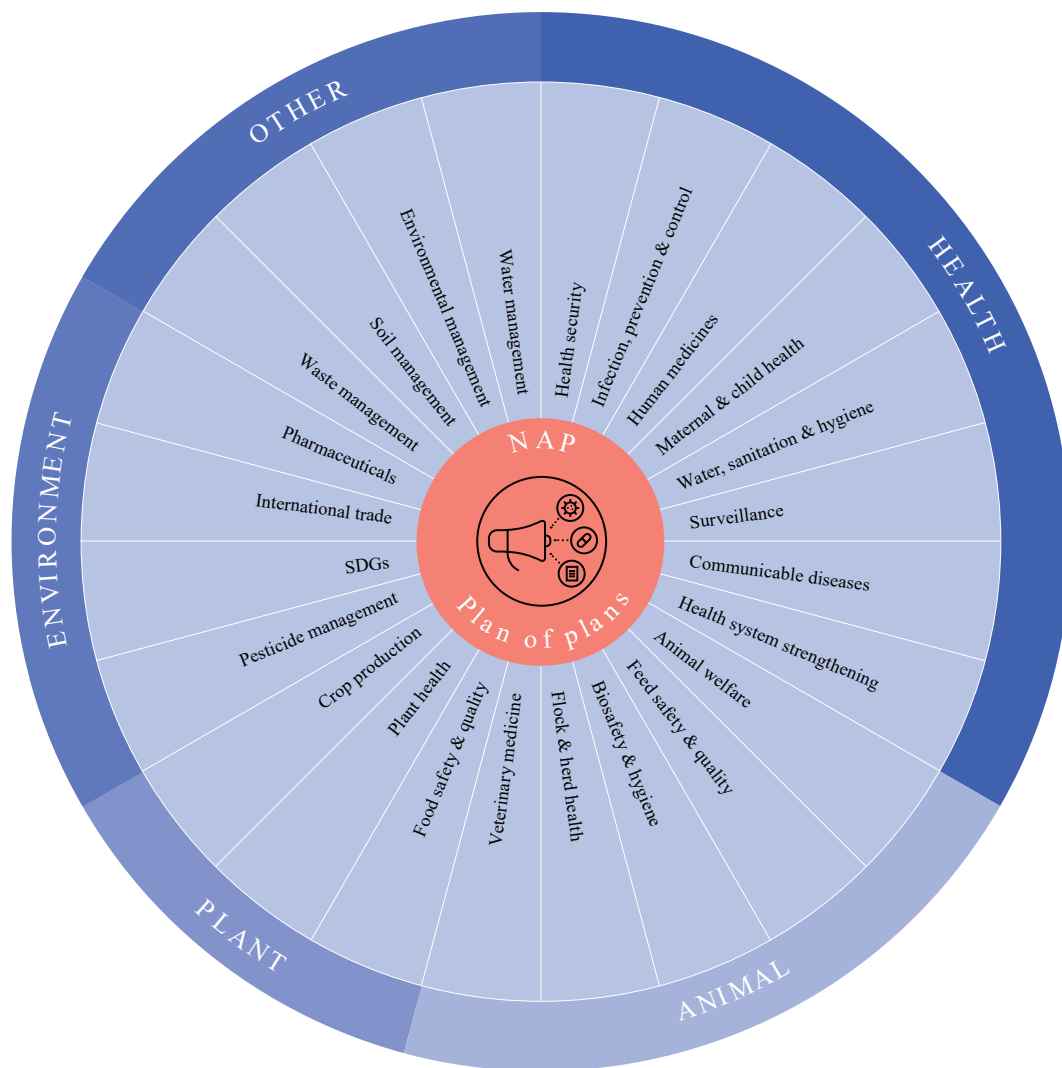 NAP
Plan of plans
HEALTH
Health security
Infection, prevention & control
Human medicines
Maternal & child health
Water, sanitation & hygiene
Surveillance
Communicable diseases
Health system strengthening
ANIMAL
Animal welfare
Feed safety & quality
Biosafety & hygiene
Flock & herd health
Veterinary medicine
PLANT
Food safety & quality
Plant health
Crop production
ENVIRONMENT
Pesticide management
SDGs
International trade
Pharmaceuticals
OTHER
Waste management
Soil management
Environmental management
Water management